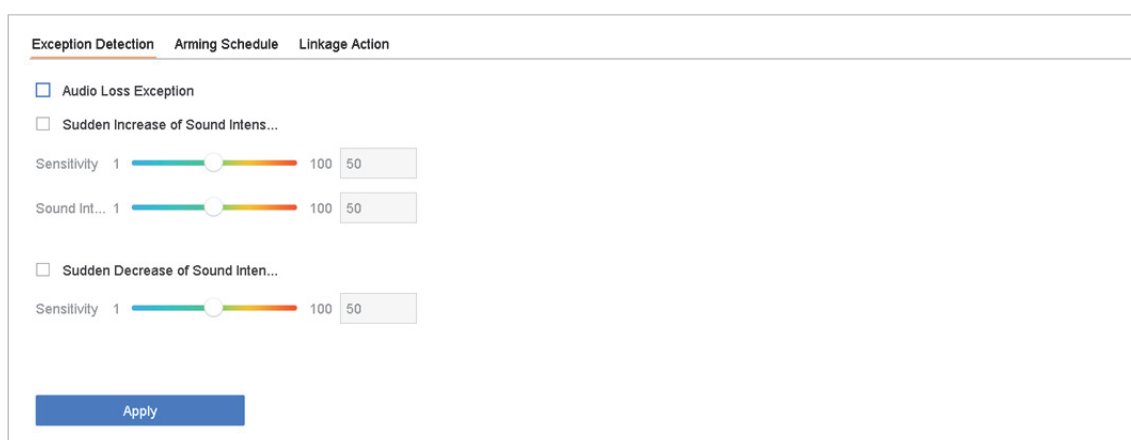 Exception Detection Arming Schedule Linkage Action
Audio Loss Exception
Sudden Increase of Sound Intens...
Sensitivity 1 100 50
Sound Int... 1 100 50
Sudden Decrease of Sound Inten...
Sensitivity 1 100 50
Apply